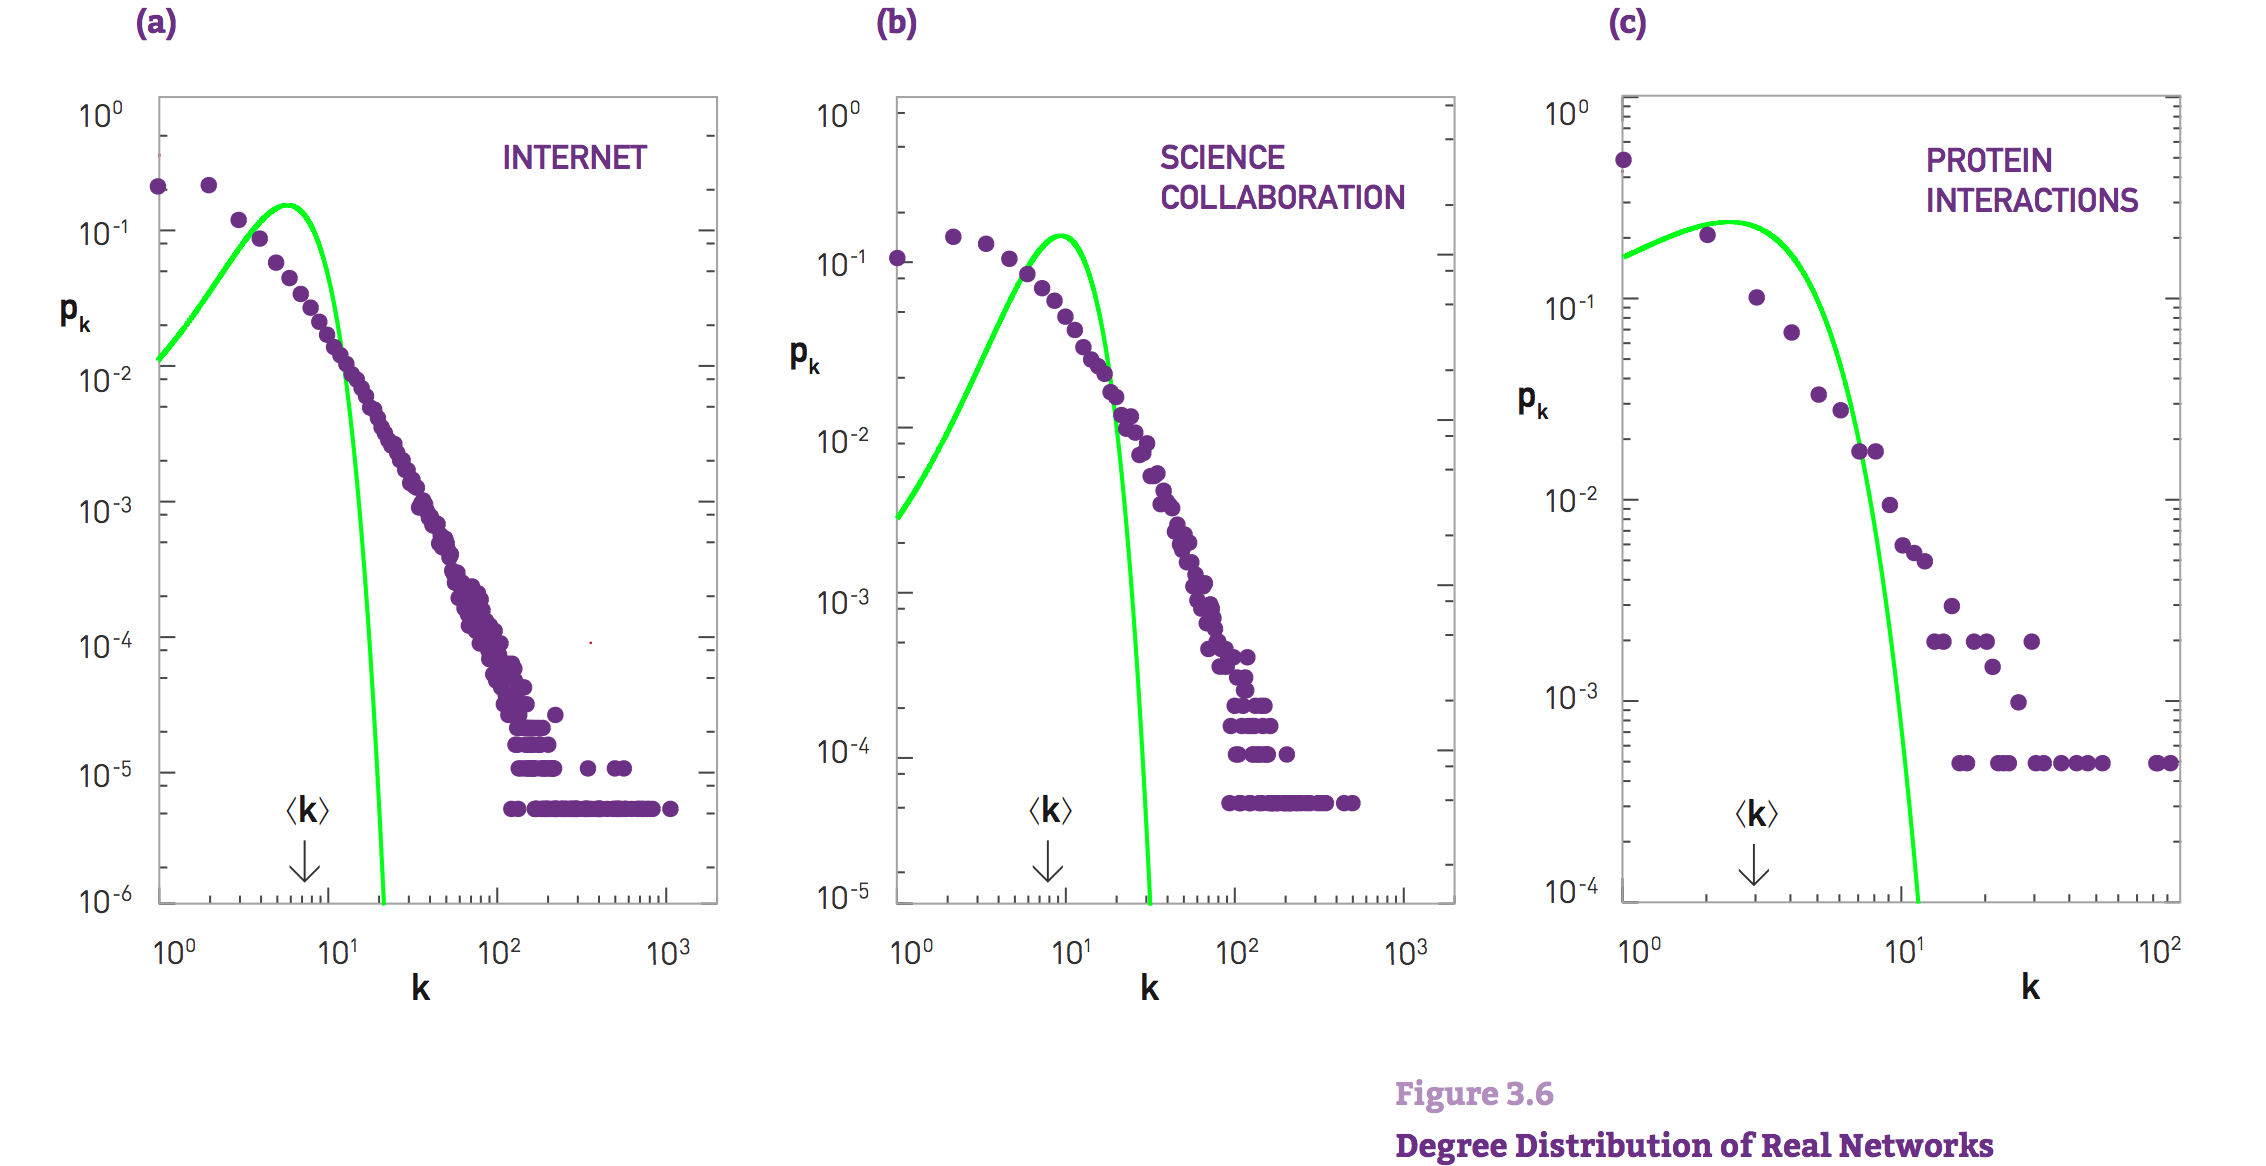 (a)
10⁰
10⁻¹
10⁻²
10⁻³
10⁻⁴
10⁻⁵
10⁻⁶
pₖ
INTERNET
⟨k⟩
10⁰ 10¹ 10² 10³
k
(b)
10⁰
10⁻¹
10⁻²
10⁻³
10⁻⁴
10⁻⁵
pₖ
SCIENCE
COLLABORATION
⟨k⟩
10⁰ 10¹ 10² 10³
k
(c)
10⁰
10⁻¹
10⁻²
10⁻³
10⁻⁴
pₖ
PROTEIN
INTERACTIONS
⟨k⟩
10⁰ 10¹ 10²
k
Figure 3.6
Degree Distribution of Real Networks